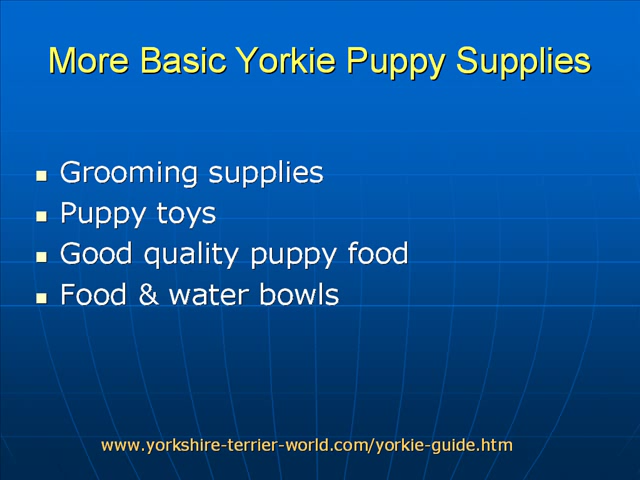 More Basic Yorkie Puppy Supplies
Grooming supplies
Puppy toys
Good quality puppy food
Food & water bowls
www.yorkshire-terrier-world.com/yorkie-guide.htm